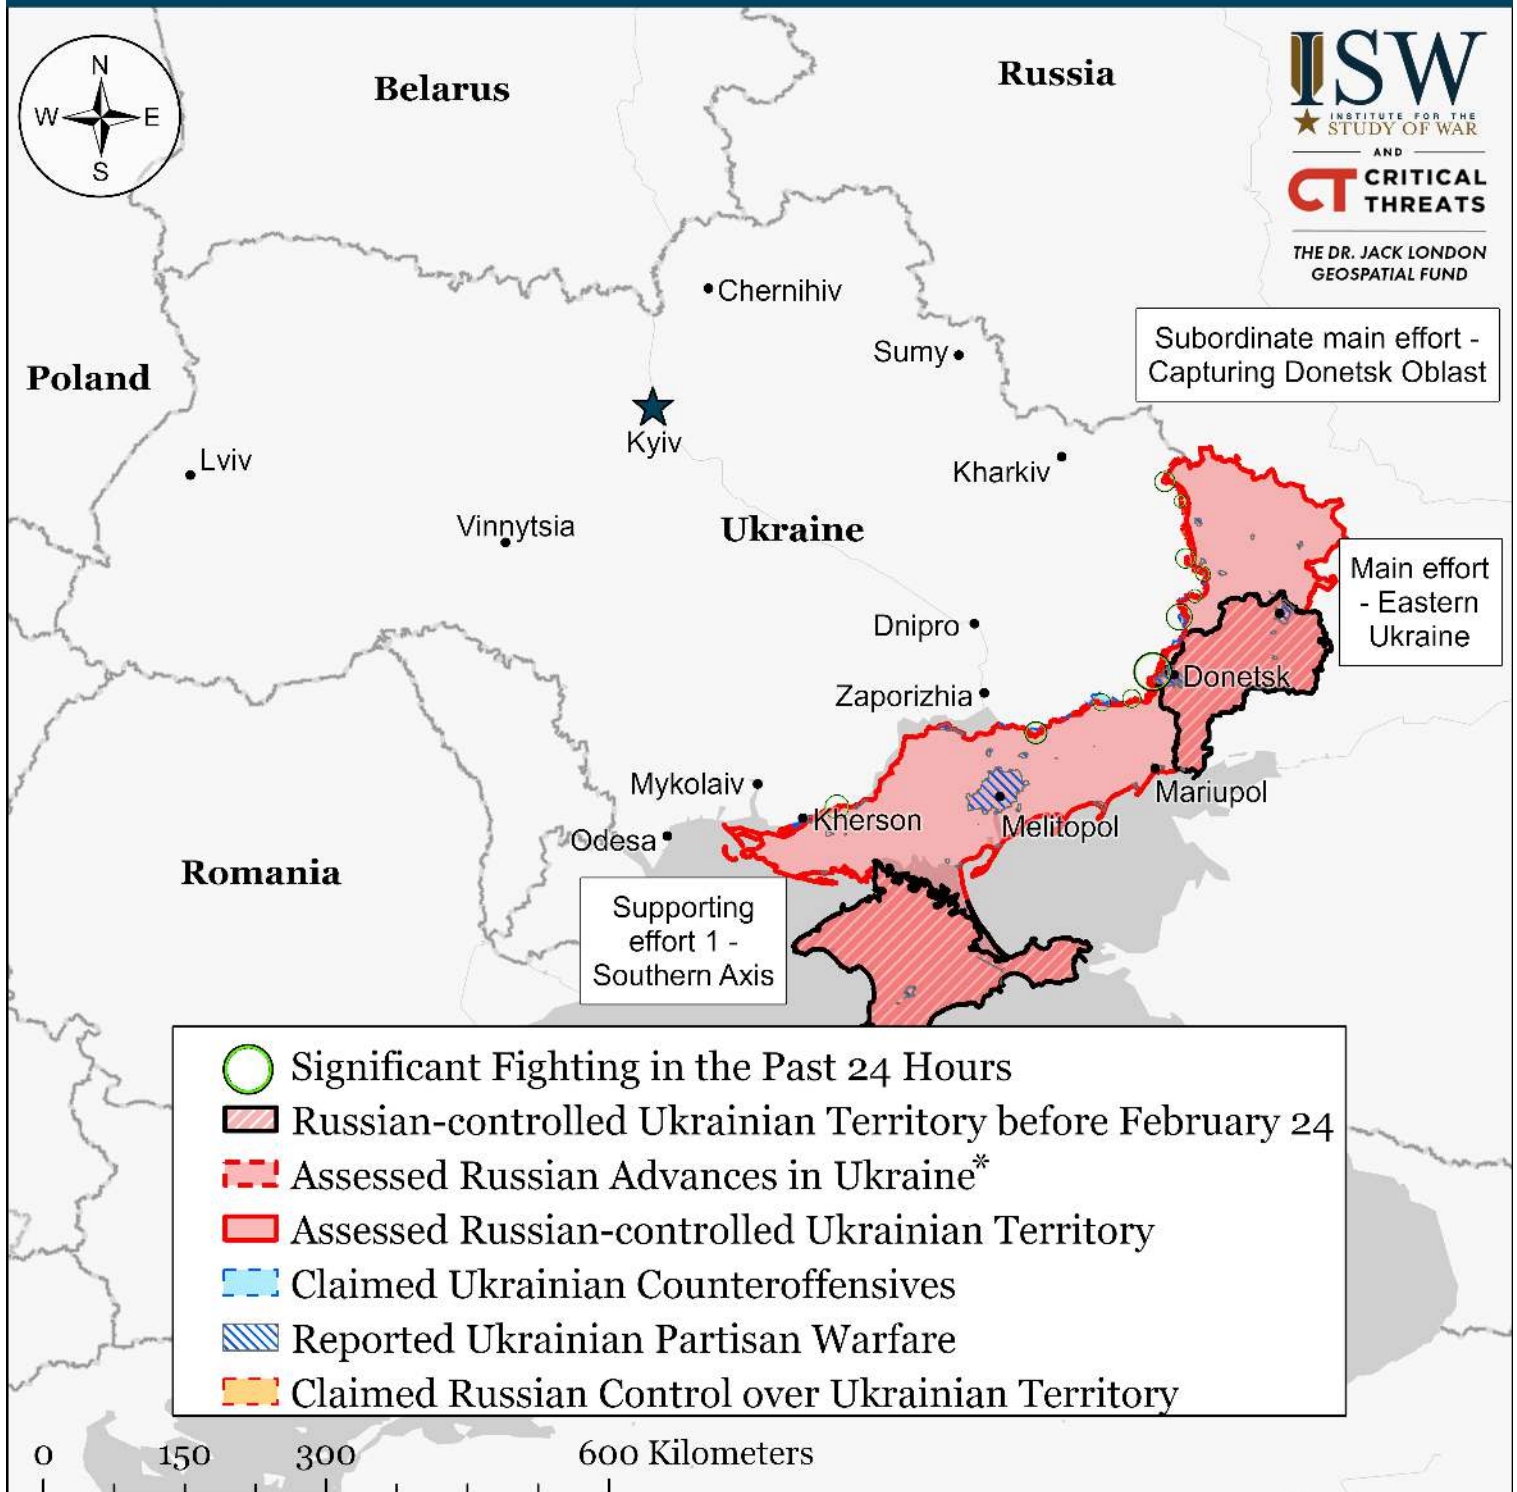 N
W E
S
Belarus
Russia
ISW
INSTITUTE FOR THE
STUDY OF WAR
AND
CT CRITICAL
THREATS
THE DR. JACK LONDON
GEOSPATIAL FUND
Chernihiv
Subordinate main effort -
Capturing Donetsk Oblast
Sumy
Poland
Kyiv
Lviv
Kharkiv
Vinnytsia
Ukraine
Main effort
- Eastern
Ukraine
Dnipro
Donetsk
Zaporizhia
Mykolaiv
Mariupol
Kherson
Melitopol
Odesa
Romania
Supporting
effort 1 -
Southern Axis
Significant Fighting in the Past 24 Hours
Russian-controlled Ukrainian Territory before February 24
Assessed Russian Advances in Ukraine*
Assessed Russian-controlled Ukrainian Territory
Claimed Ukrainian Counteroffensives
Reported Ukrainian Partisan Warfare
Claimed Russian Control over Ukrainian Territory
0 150 300 600 Kilometers